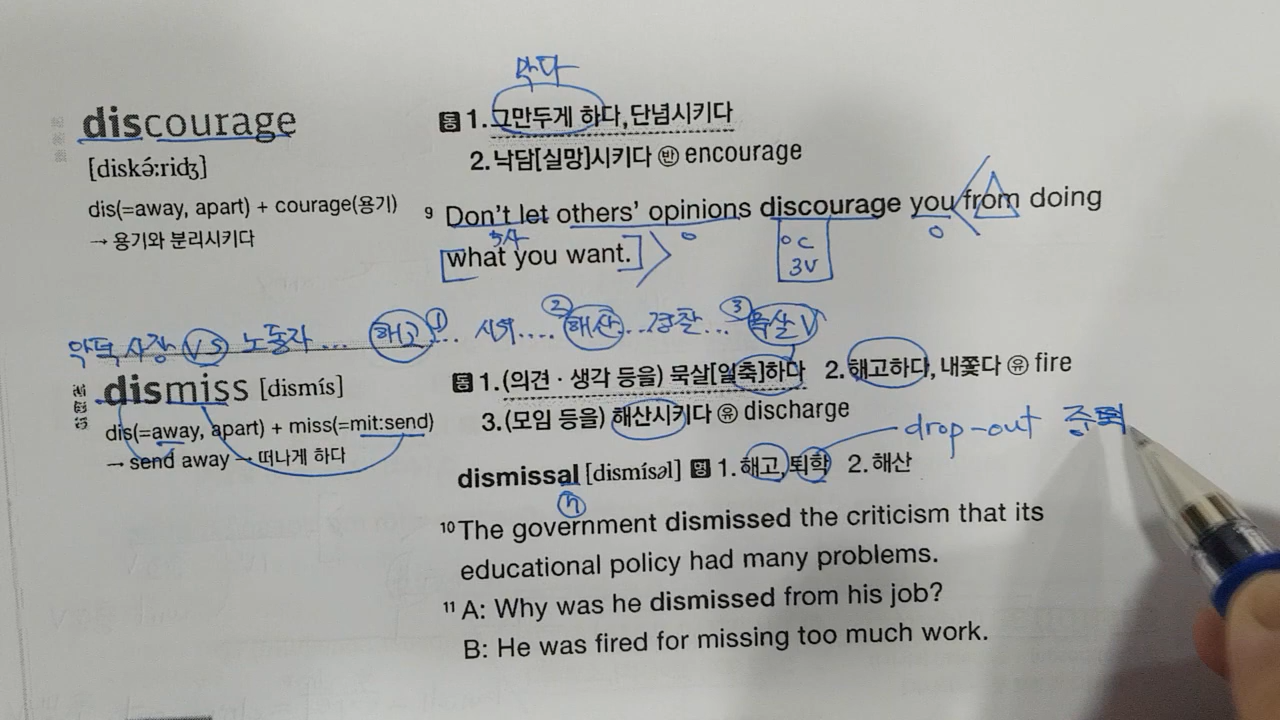 막다
discourage
동 1.그만두게 하다,단념시키다
[diskə́ːridʒ]
2.낙담[실망]시키다 반 encourage
dis(=away, apart) + courage(용기)
→ 용기와 분리시키다
9 Don't let others' opinions discourage you from doing
what you want.
O C
3V
악덕 사장 VS 노동자... 해고 ①.. 시위.... ② 해산...경찰... ③ 묵살 V
dismiss [dismís]
동 1.(의견·생각 등을) 묵살[일축]하다 2.해고하다, 내쫓다 유 fire
dis(=away, apart) + miss(=mit:send)
→ send away → 떠나게 하다
3.(모임 등을) 해산시키다 유 discharge
drop-out 중퇴
dismissal [dismísəl] 명 1.해고,퇴학 2.해산
n
10 The government dismissed the criticism that its
educational policy had many problems.
11 A: Why was he dismissed from his job?
B: He was fired for missing too much work.